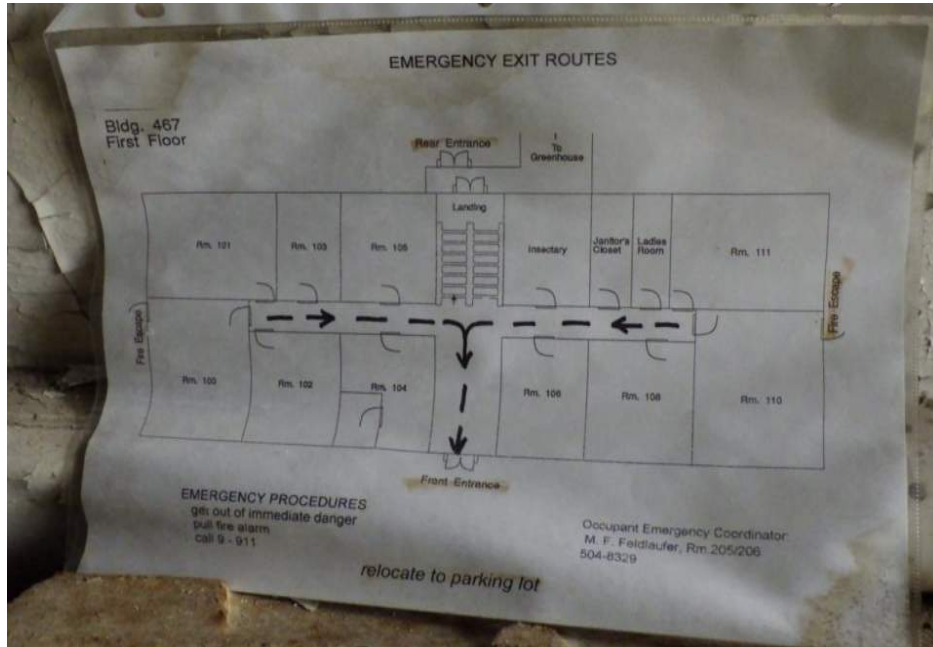 EMERGENCY EXIT ROUTES
Bldg. 467
First Floor
Rear Entrance
To
Greenhouse
Landing
Rm. 101
Rm. 103
Rm. 105
Insectary
Janitor's
Closet
Ladies
Room
Rm. 111
Fire Escape
Fire Escape
Rm. 100
Rm. 102
Rm. 104
Rm. 106
Rm. 108
Rm. 110
Front Entrance
EMERGENCY PROCEDURES
get out of immediate danger
pull fire alarm
call 9 - 911
Occupant Emergency Coordinator:
M. F. Feldlaufer, Rm.205/206
504-8329
relocate to parking lot